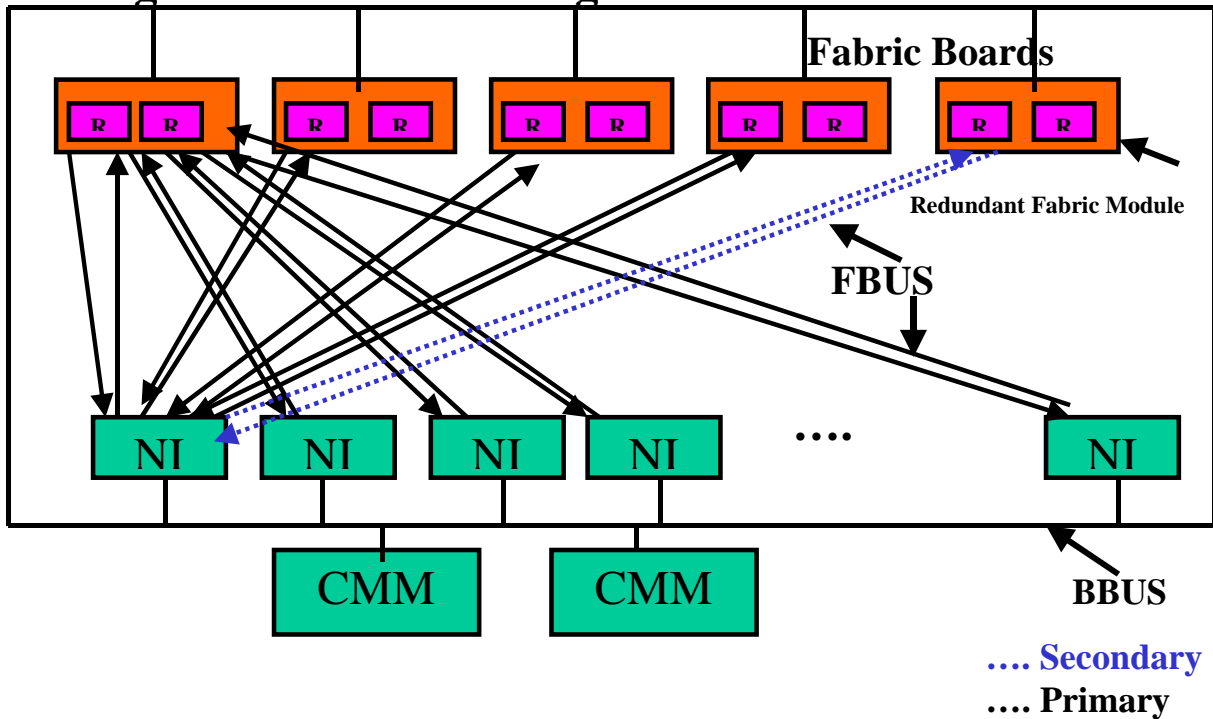 Fabric Boards
Redundant Fabric Module
FBUS
NI NI NI NI .... NI
CMM CMM
BBUS
.... Secondary
.... Primary